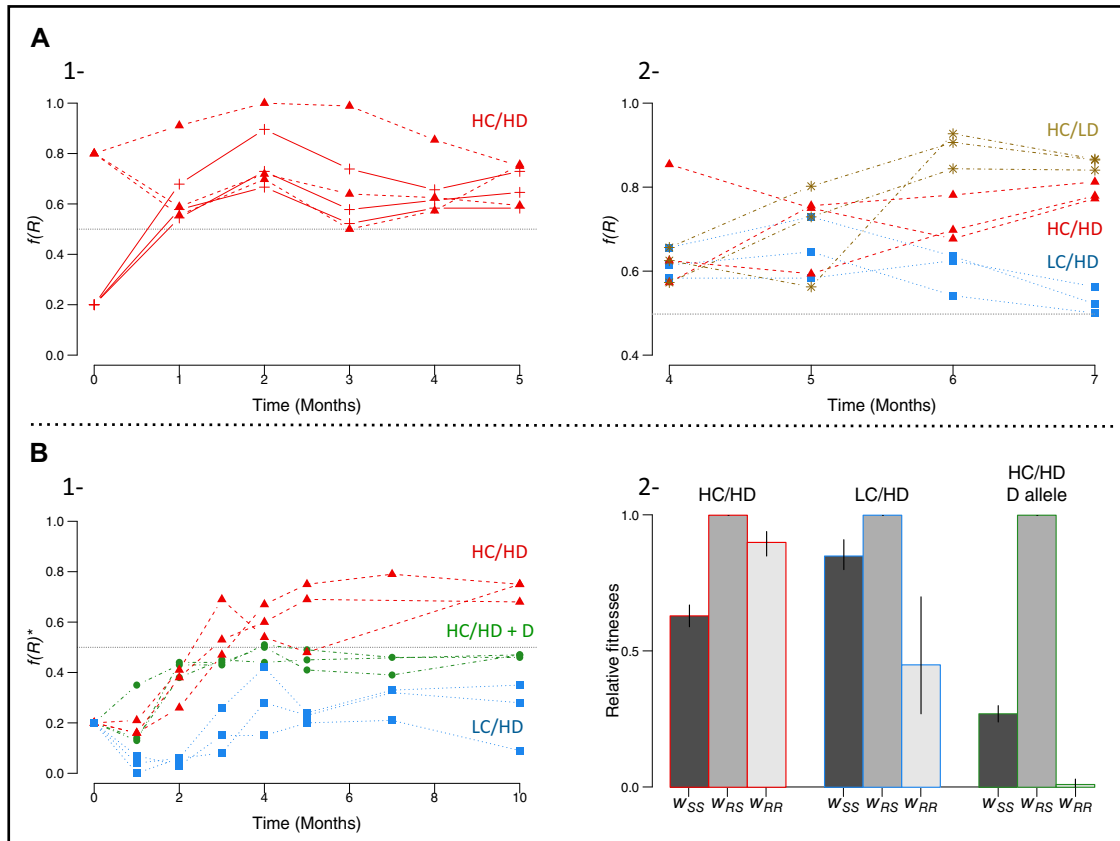 A
1-
1.0
0.8
0.6
0.4
0.2
0.0
f(R)
HC/HD
0 1 2 3 4 5
Time (Months)
2-
1.0
0.8
0.6
0.4
f(R)
HC/LD
HC/HD
LC/HD
4 5 6 7
Time (Months)
B
1-
1.0
0.8
0.6
0.4
0.2
0.0
f(R)*
HC/HD
HC/HD + D
LC/HD
0 2 4 6 8 10
Time (Months)
2-
HC/HD
LC/HD
HC/HD
D allele
1.0
0.5
0.0
Relative fitnesses
wSS wRS wRR
wSS wRS wRR
wSS wRS wRR